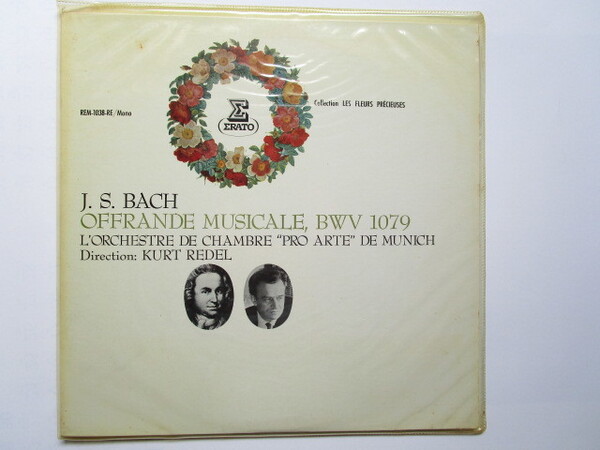 REM-1038-RE/Mono
ERATO
Collection LES FLEURS PRÉCIEUSES
J. S. BACH
OFFRANDE MUSICALE, BWV 1079
L'ORCHESTRE DE CHAMBRE "PRO ARTE" DE MUNICH
Direction: KURT REDEL